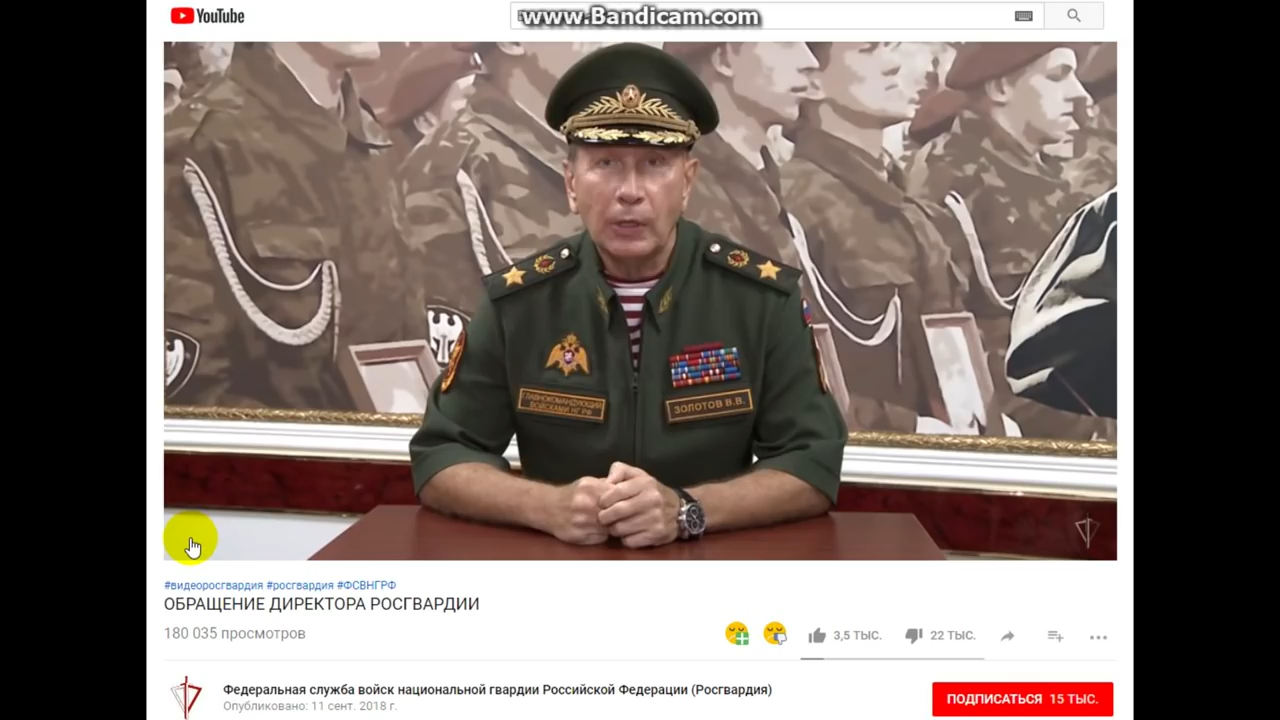 YouTube
www.Bandicam.com
ГЛАВНОКОМАНДУЮЩИЙ
ВОЙСКАМИ НГ РФ
ЗОЛОТОВ В.В.
#видеоросгвардия #росгвардия #ФСВНГРФ
ОБРАЩЕНИЕ ДИРЕКТОРА РОСГВАРДИИ
180 035 просмотров
3,5 ТЫС.
22 ТЫС.
Федеральная служба войск национальной гвардии Российской Федерации (Росгвардия)
Опубликовано: 11 сент. 2018 г.
ПОДПИСАТЬСЯ 15 ТЫС.